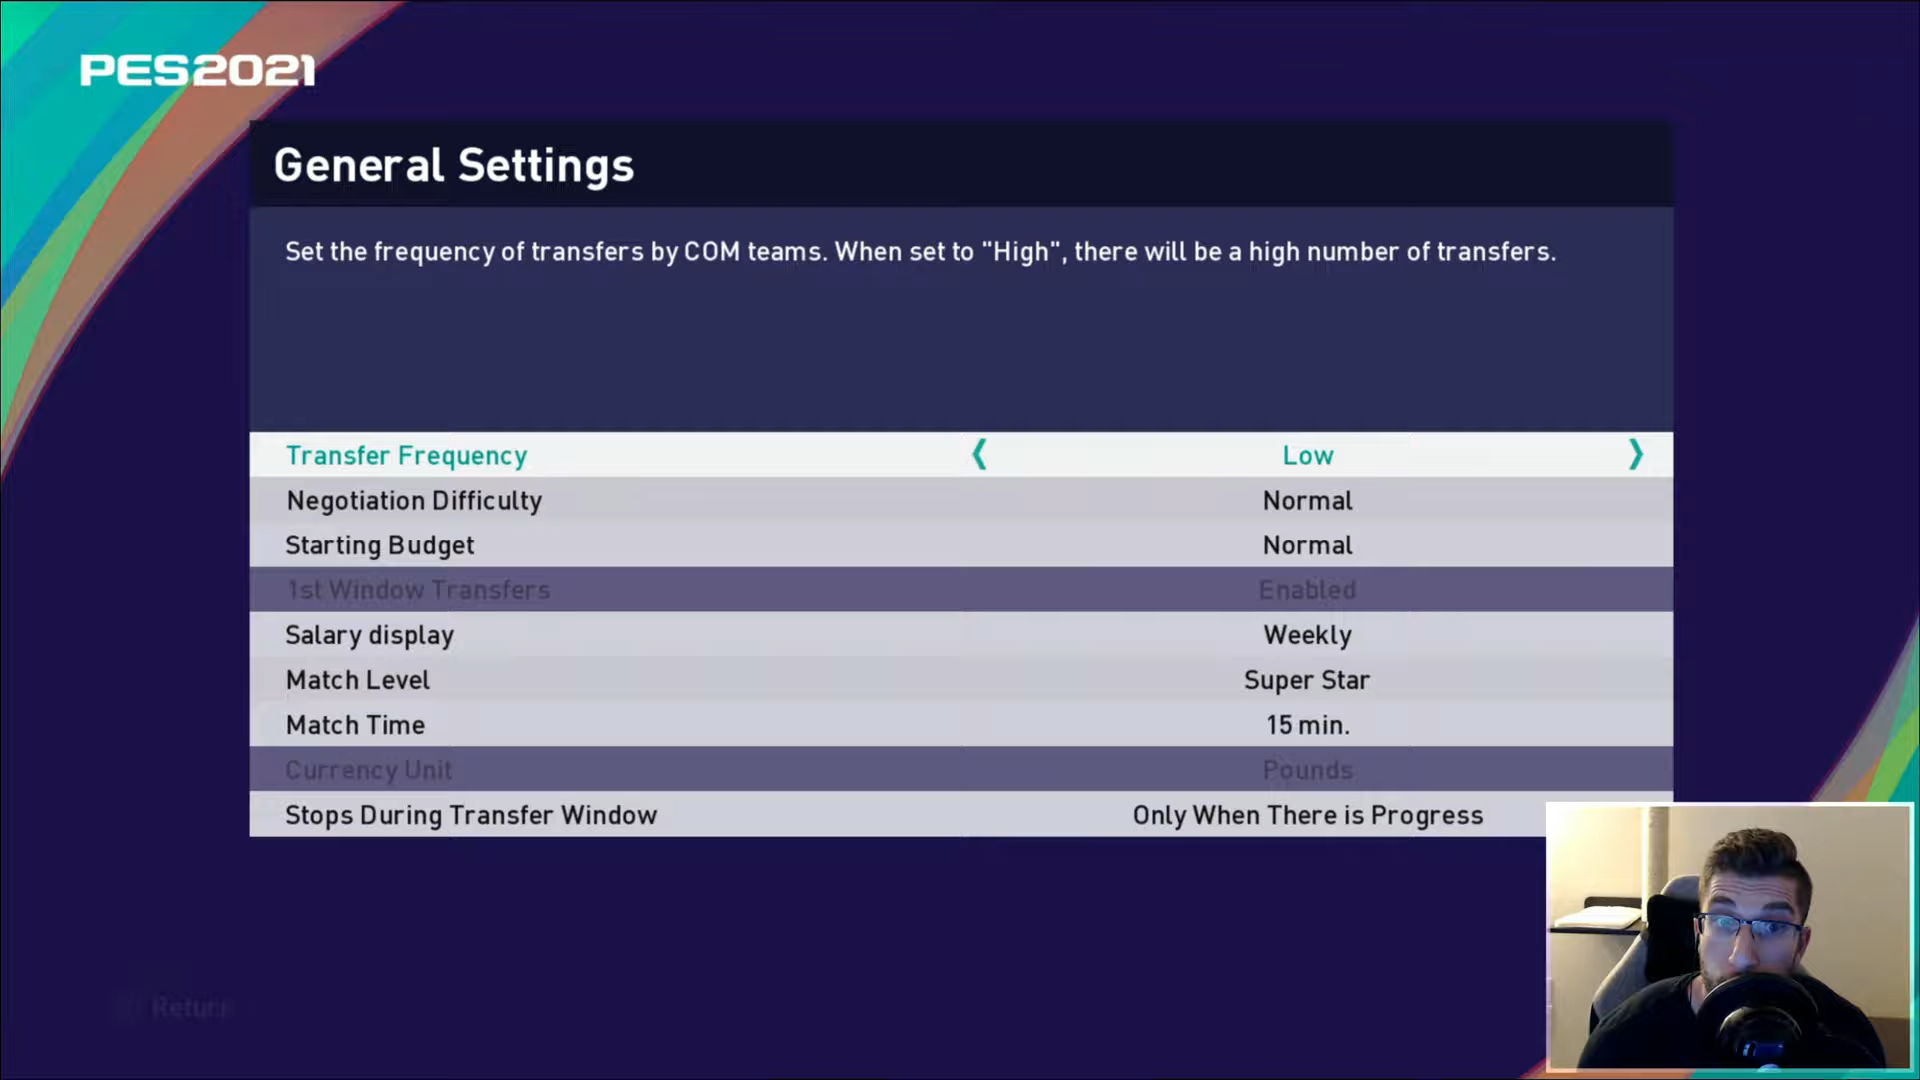 PES2021
General Settings
Set the frequency of transfers by COM teams. When set to "High", there will be a high number of transfers.
Transfer Frequency Low
Negotiation Difficulty Normal
Starting Budget Normal
1st Window Transfers Enabled
Salary display Weekly
Match Level Super Star
Match Time 15 min.
Currency Unit Pounds
Stops During Transfer Window Only When There is Progress
Return